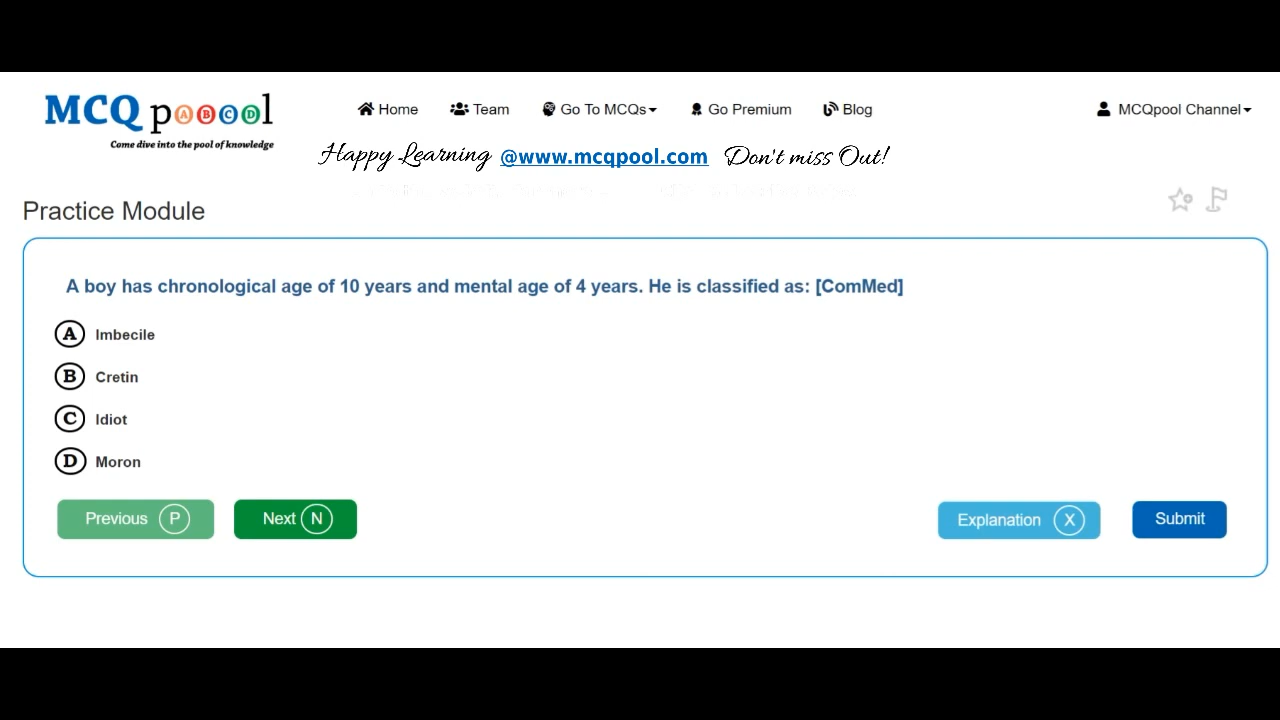 MCQ pooool
Come dive into the pool of knowledge
Home Team Go To MCQs Go Premium Blog MCQpool Channel
Happy Learning @www.mcqpool.com Don't miss Out!
Practice Module
A boy has chronological age of 10 years and mental age of 4 years. He is classified as: [ComMed]
A Imbecile
B Cretin
C Idiot
D Moron
Previous P Next N Explanation X Submit